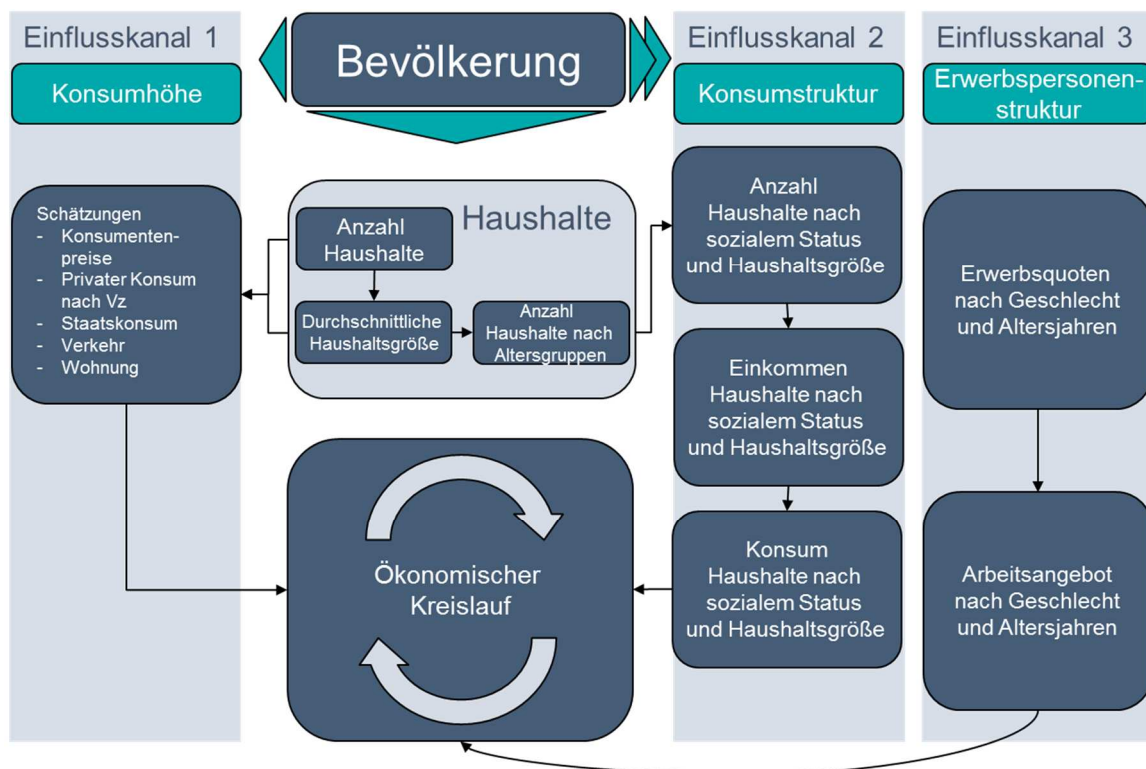 Einflusskanal 1
Konsumhöhe
Schätzungen
- Konsumenten-
preise
- Privater Konsum
nach Vz
- Staatskonsum
- Verkehr
- Wohnung
Bevölkerung
Haushalte
Anzahl
Haushalte
Durchschnittliche
Haushaltsgröße
Anzahl
Haushalte nach
Altersgruppen
Ökonomischer
Kreislauf
Einflusskanal 2
Konsumstruktur
Anzahl
Haushalte nach
sozialem Status
und Haushaltsgröße
Einkommen
Haushalte nach
sozialem Status
und Haushaltsgröße
Konsum
Haushalte nach
sozialem Status
und Haushaltsgröße
Einflusskanal 3
Erwerbspersonen-
struktur
Erwerbsquoten
nach Geschlecht
und Altersjahren
Arbeitsangebot
nach Geschlecht
und Altersjahren